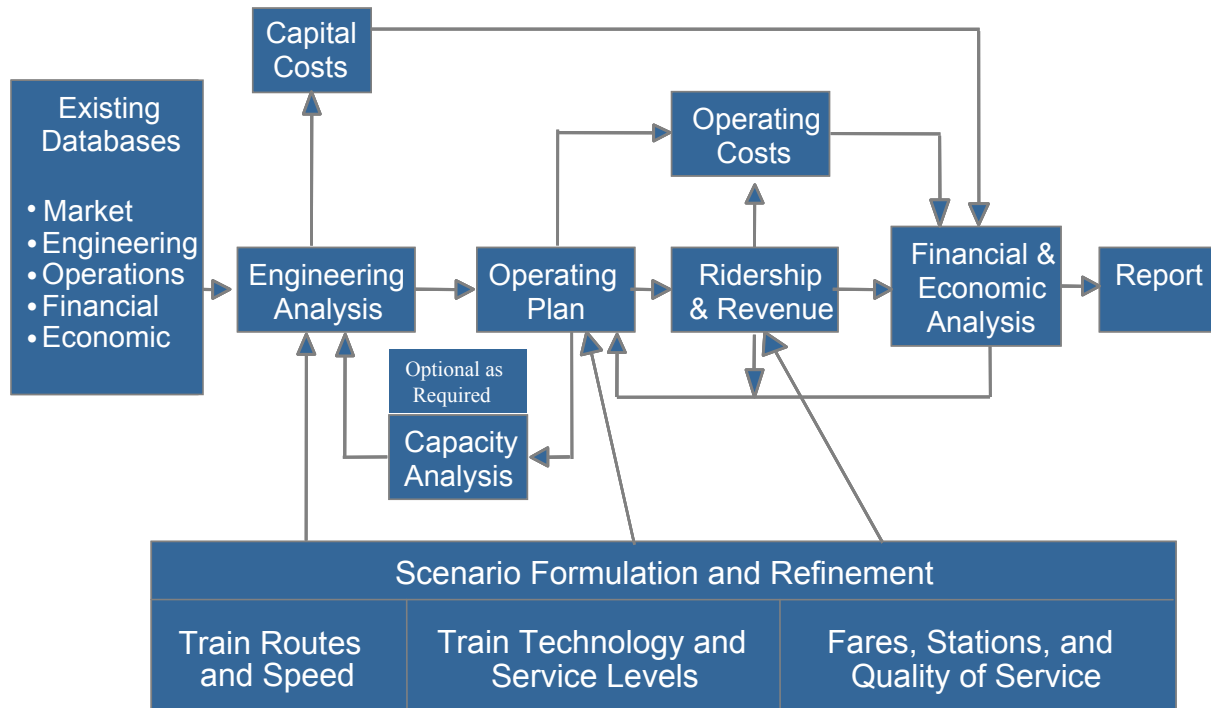 Capital
Costs
Existing
Databases
• Market
• Engineering
• Operations
• Financial
• Economic
Operating
Costs
Engineering
Analysis
Operating
Plan
Ridership
& Revenue
Financial &
Economic
Analysis
Report
Optional as
Required
Capacity
Analysis
Scenario Formulation and Refinement
Train Routes
and Speed
Train Technology and
Service Levels
Fares, Stations, and
Quality of Service